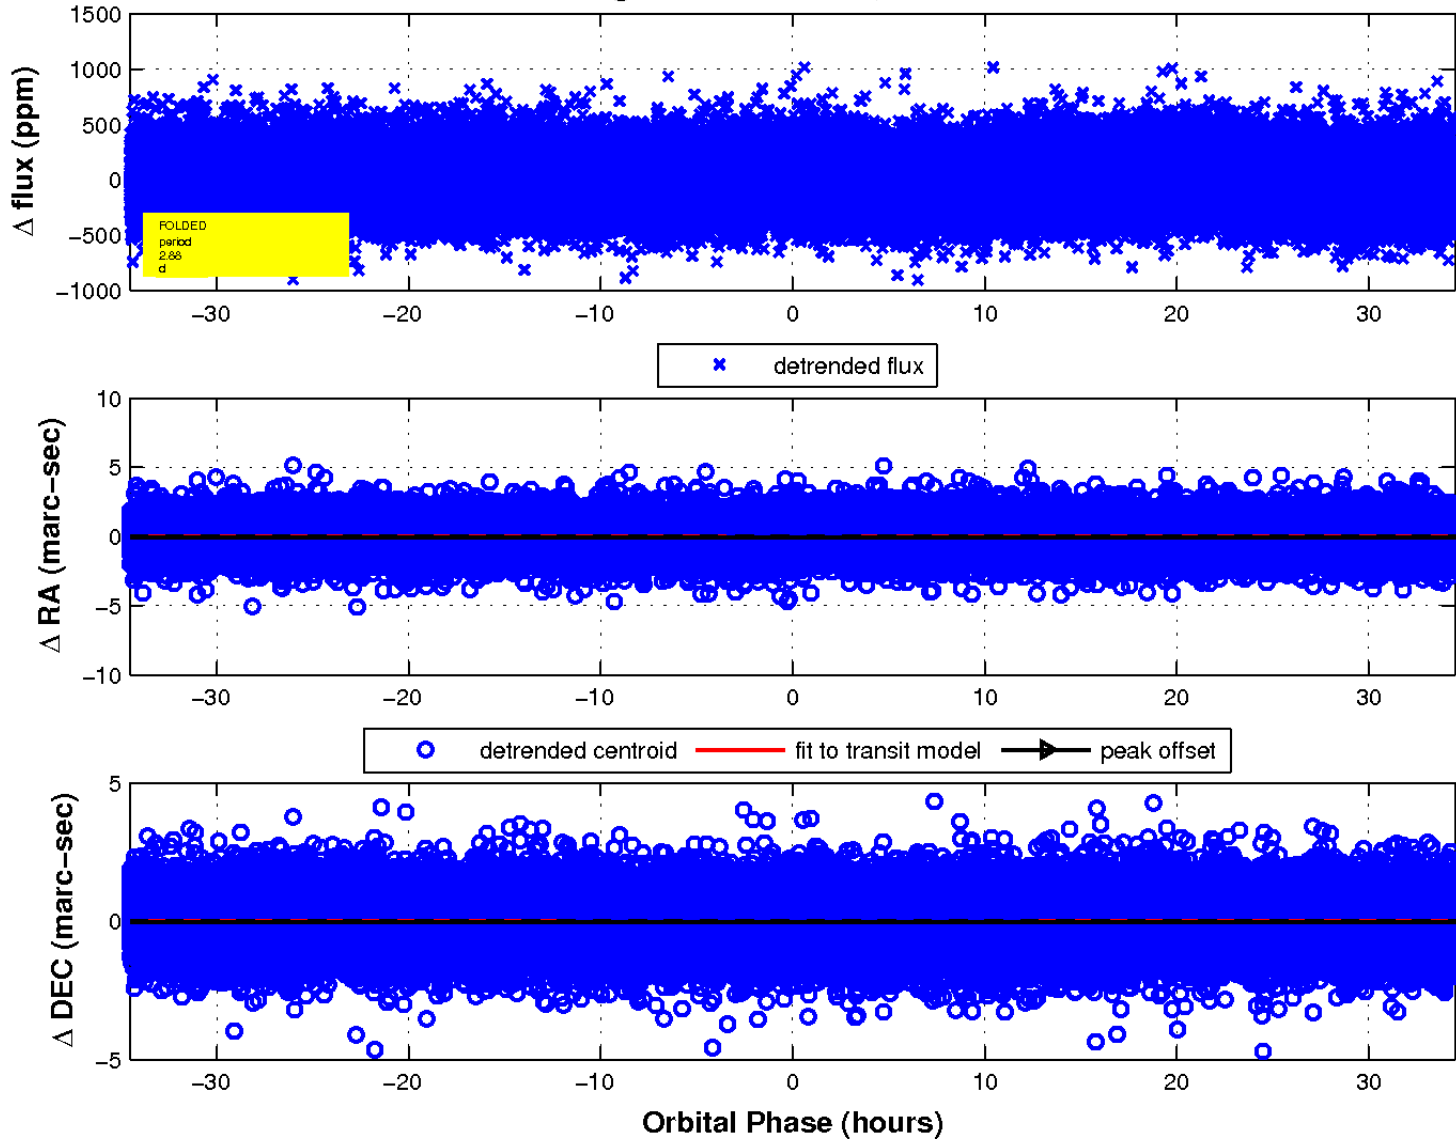 1500
1000
500
0
−500
−1000
Δ flux (ppm)
FOLDED
period
2.88
d
−30 −20 −10 0 10 20 30
detrended flux
10
5
0
−5
−10
Δ RA (marc−sec)
−30 −20 −10 0 10 20 30
detrended centroid fit to transit model peak offset
5
0
−5
Δ DEC (marc−sec)
−30 −20 −10 0 10 20 30
Orbital Phase (hours)